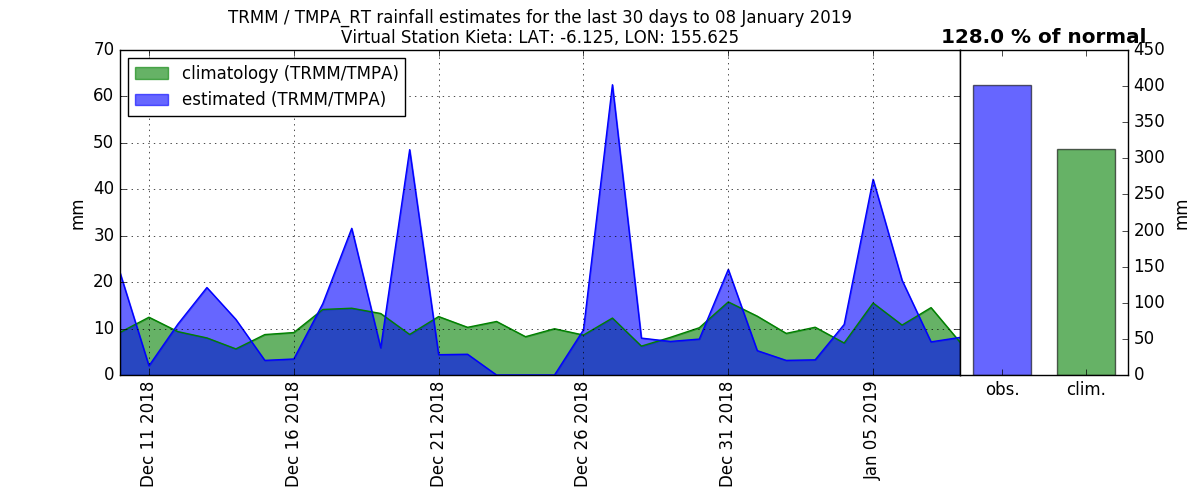 TRMM / TMPA_RT rainfall estimates for the last 30 days to 08 January 2019
Virtual Station Kieta: LAT: -6.125, LON: 155.625
128.0 % of normal
climatology (TRMM/TMPA)
estimated (TRMM/TMPA)
70
60
50
40
30
20
10
0
mm
Dec 11 2018
Dec 16 2018
Dec 21 2018
Dec 26 2018
Dec 31 2018
Jan 05 2019
450
400
350
300
250
200
150
100
50
0
mm
obs.
clim.